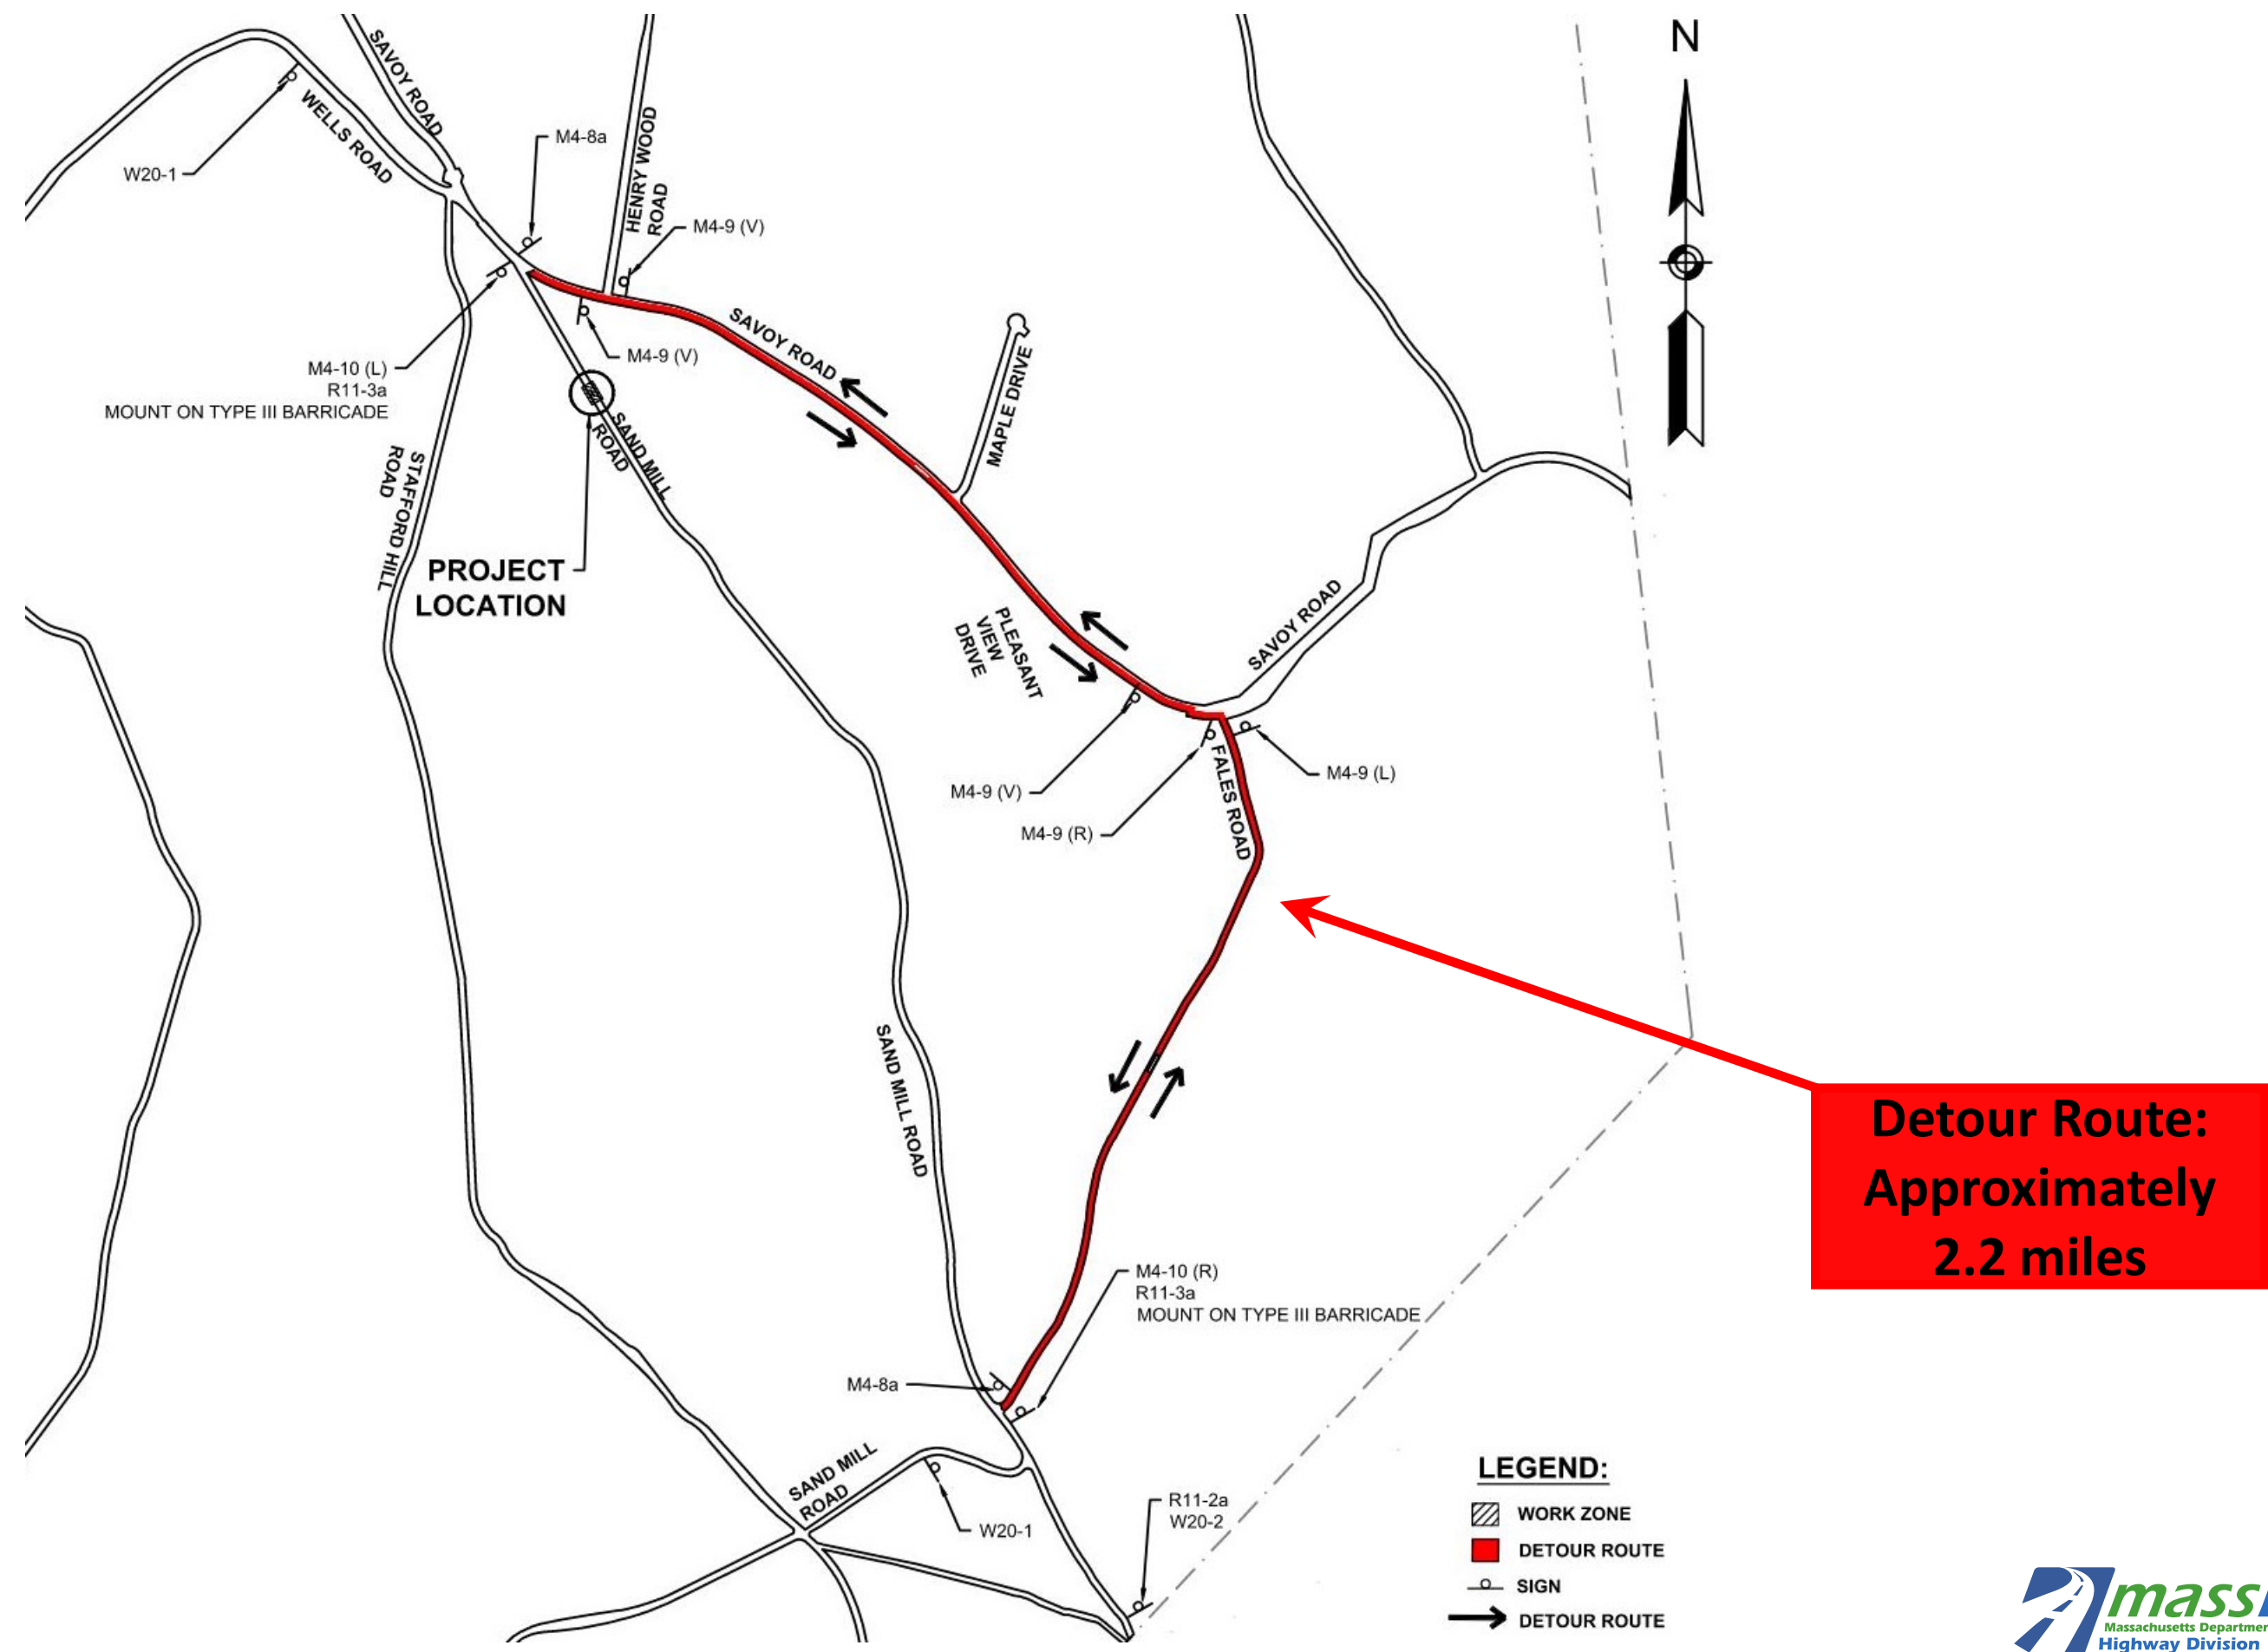 N
SAVOY ROAD
WELLS ROAD
W20-1
M4-8a
HENRY WOOD
ROAD
M4-9 (V)
M4-9 (V)
SAVOY ROAD
MAPLE DRIVE
M4-10 (L)
R11-3a
MOUNT ON TYPE III BARRICADE
SAND MILL
ROAD
STAFFORD HILL
ROAD
PROJECT
LOCATION
PLEASANT
VIEW
DRIVE
SAVOY ROAD
M4-9 (V)
M4-9 (R)
FALES ROAD
M4-9 (L)
SAND MILL ROAD
Detour Route:
Approximately
2.2 miles
M4-10 (R)
R11-3a
MOUNT ON TYPE III BARRICADE
M4-8a
SAND MILL
ROAD
W20-1
R11-2a
W20-2
LEGEND:
WORK ZONE
DETOUR ROUTE
SIGN
DETOUR ROUTE
mass
Massachusetts Departme
Highway Division